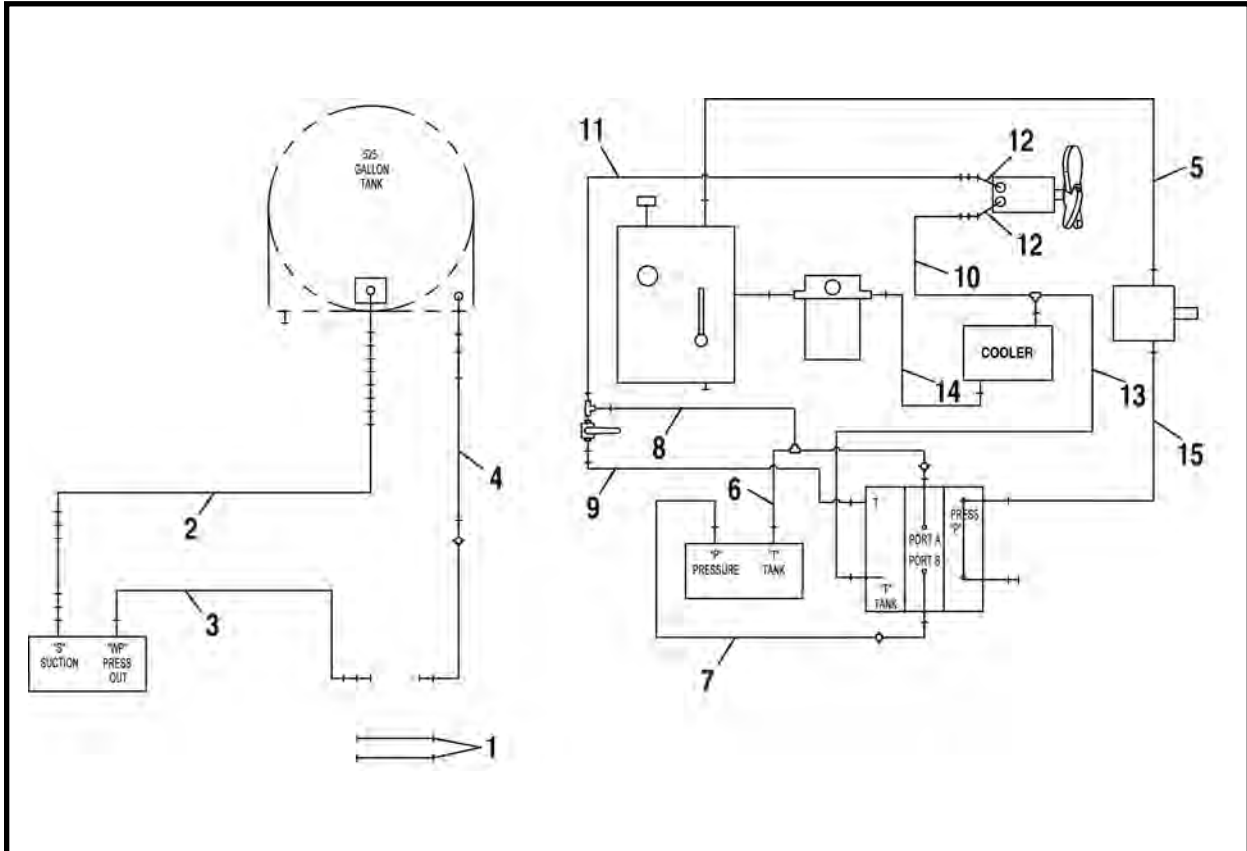 525
GALLON
TANK
11
12
5
12
10
COOLER
14
13
8
4
15
9
6
2
"P"
PRESSURE
"T"
TANK
T
PORT A
PORT B
PRESS
"P"
"T"
TANK
3
"S"
SUCTION
"WP"
PRESS
OUT
7
1